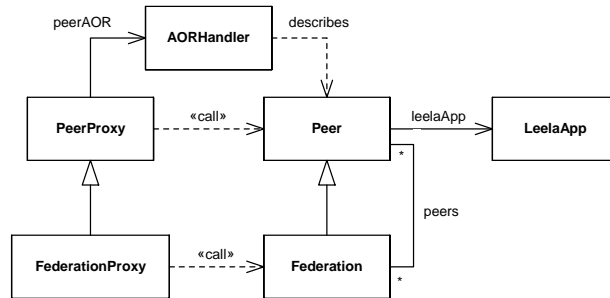 peerAOR
AORHandler
describes
PeerProxy
«call»
Peer
leelaApp
LeelaApp
*
peers
FederationProxy
«call»
Federation
*